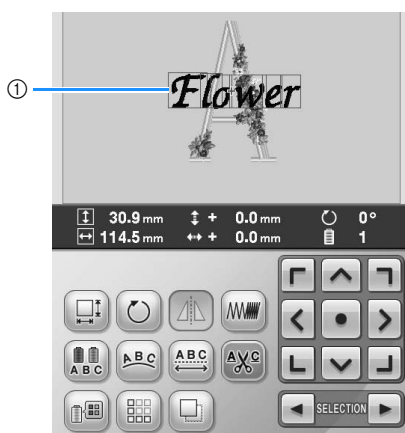 A
①
Flower
30.9 mm + 0.0 mm 0°
114.5 mm + 0.0 mm 1
ABC ABC ABC A C
SELECTION